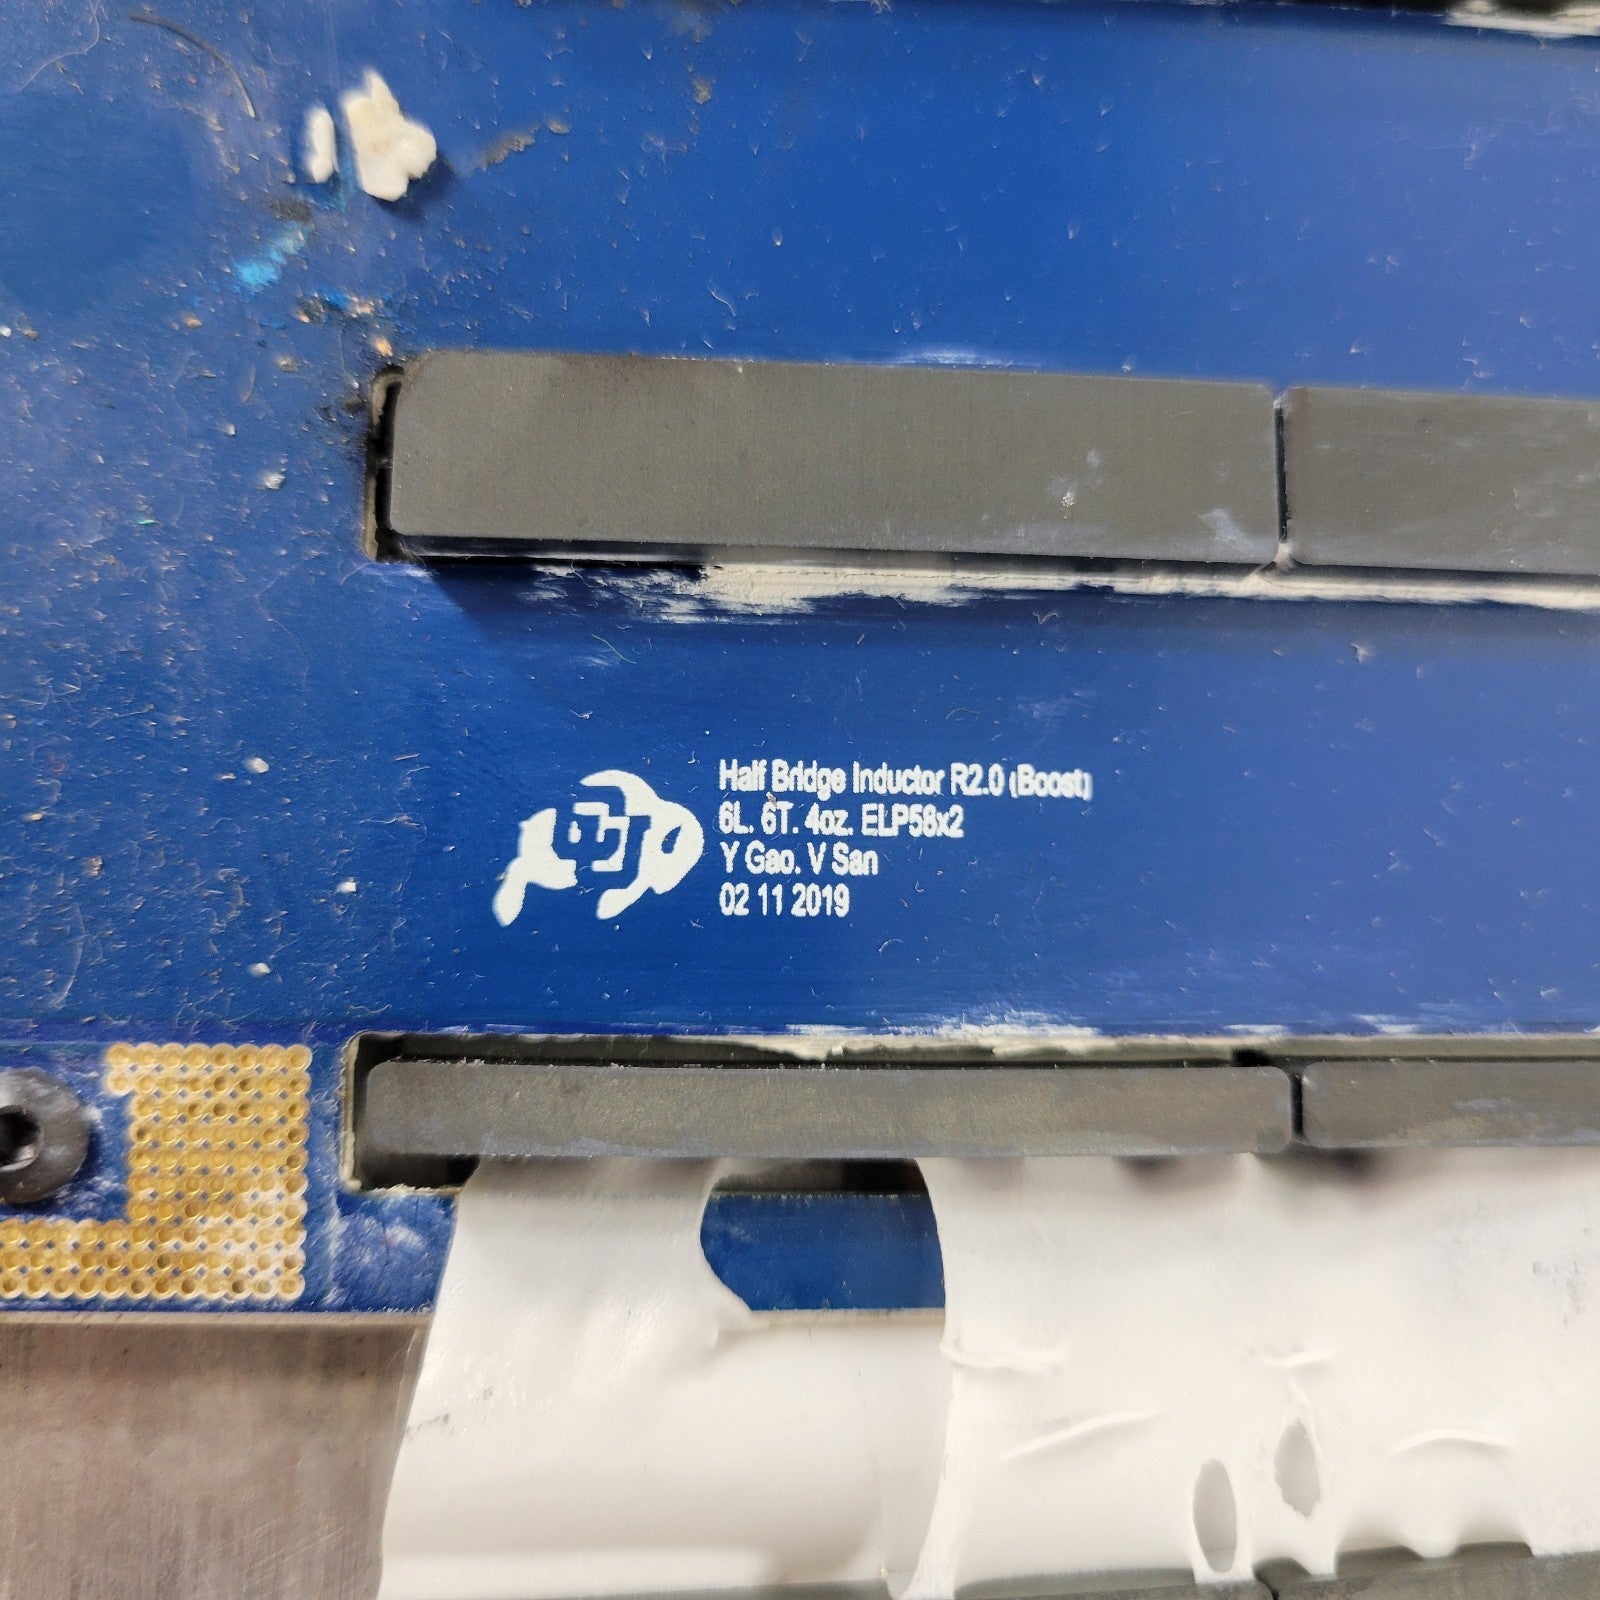 Half Bridge Inductor R2.0 (Boost)
6L. 6T. 4oz. ELP58x2
Y Gao. V San
02 11 2019